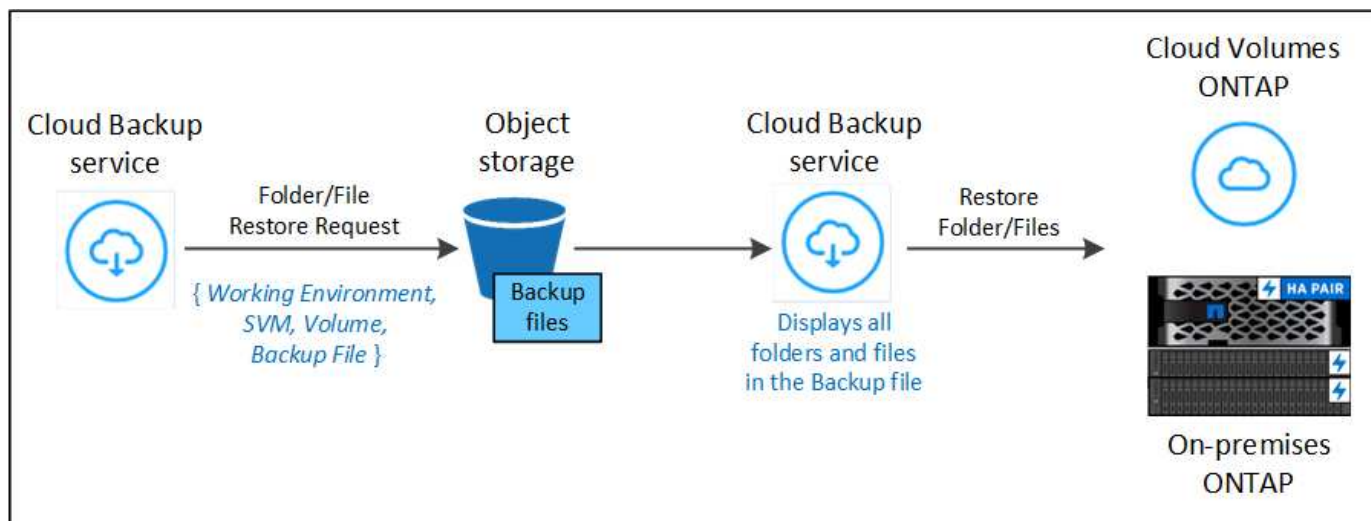 Cloud Backup
service
Folder/File
Restore Request
{ Working Environment,
SVM, Volume,
Backup File }
Object
storage
Backup
files
Cloud Backup
service
Displays all
folders and files
in the Backup file
Restore
Folder/Files
Cloud Volumes
ONTAP
HA PAIR
On-premises
ONTAP